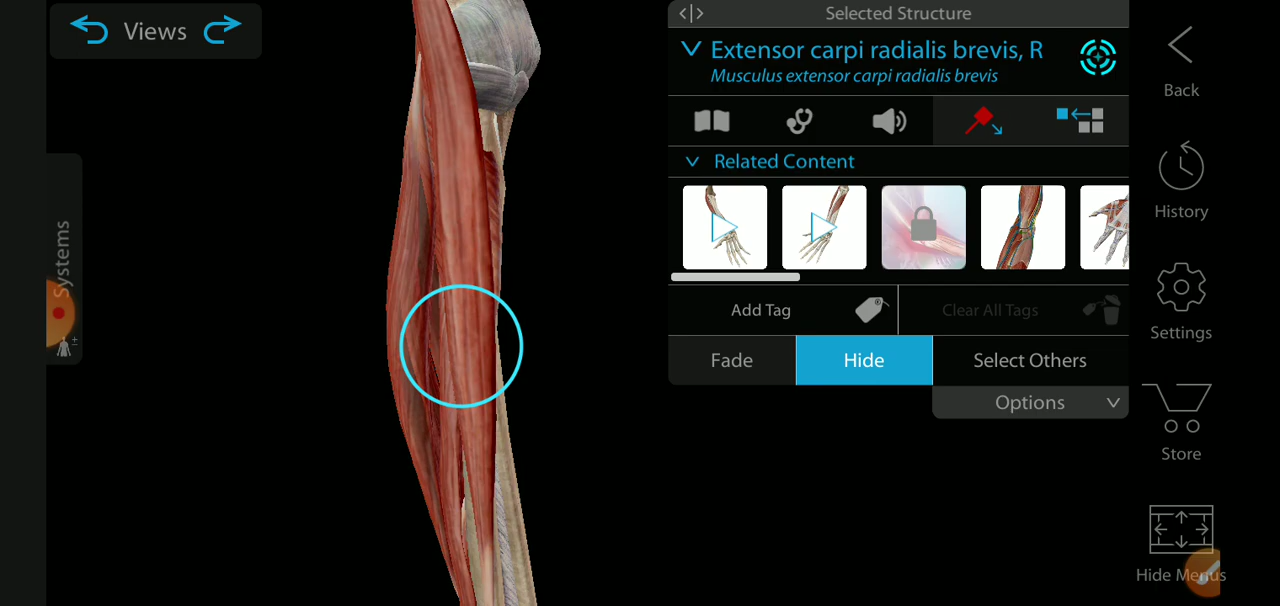 Views
Systems
Selected Structure
Extensor carpi radialis brevis, R
Musculus extensor carpi radialis brevis
Related Content
Add Tag
Clear All Tags
Fade
Hide
Select Others
Options
Back
History
Settings
Store
Hide Menus